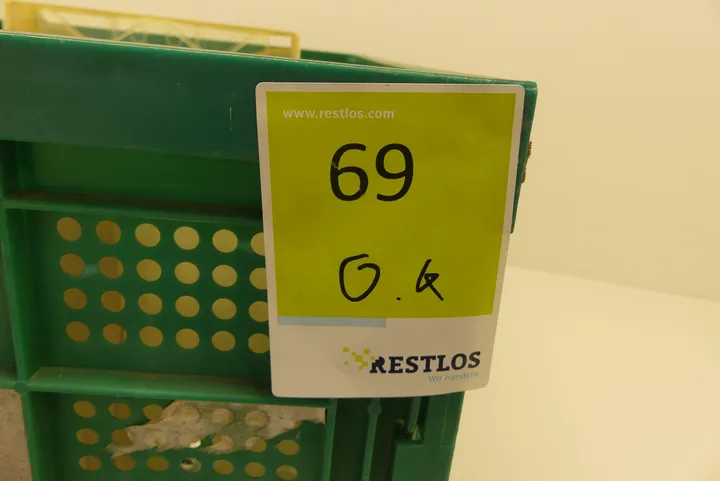 www.restlos.com
69
O.G
RESTLOS
Wir handeln.